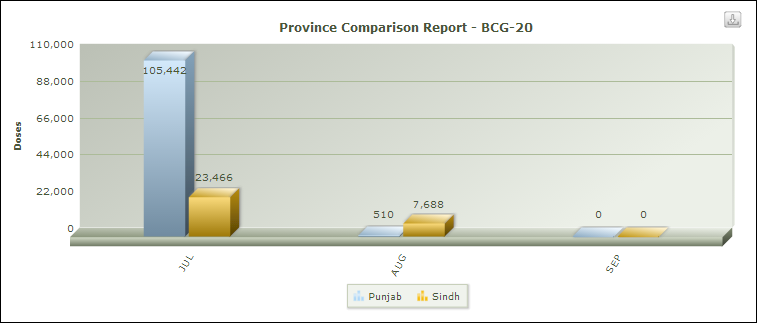 Province Comparison Report - BCG-20
Doses
110,000
88,000
66,000
44,000
22,000
0
105,442
23,466
510
7,688
0
0
JUL
AUG
SEP
Punjab
Sindh